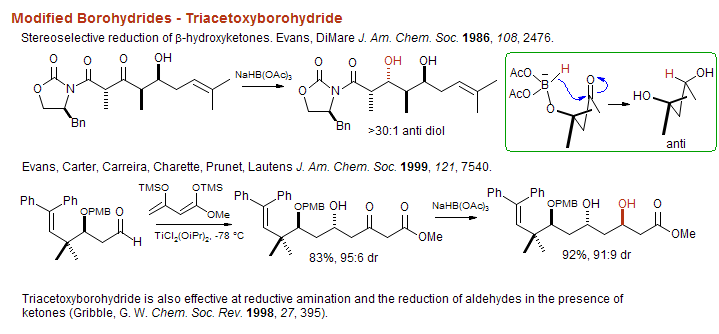 Modified Borohydrides - Triacetoxyborohydride
Stereoselective reduction of β-hydroxyketones. Evans, DiMare J. Am. Chem. Soc. 1986, 108, 2476.
O O O OH
O N
Bn
NaHB(OAc)₃
O O OH OH
O N
Bn
>30:1 anti diol
AcO H O
B
AcO
O
H OH
HO
anti
Evans, Carter, Carreira, Charette, Prunet, Lautens J. Am. Chem. Soc. 1999, 121, 7540.
Ph Ph
OPMB O
H
TMSO OTMS
OMe
TiCl₂(OiPr)₂, -78 °C
Ph Ph
OPMB OH O O
OMe
83%, 95:6 dr
NaHB(OAc)₃
Ph Ph
OPMB OH OH O
OMe
92%, 91:9 dr
Triacetoxyborohydride is also effective at reductive amination and the reduction of aldehydes in the presence of
ketones (Gribble, G. W. Chem. Soc. Rev. 1998, 27, 395).